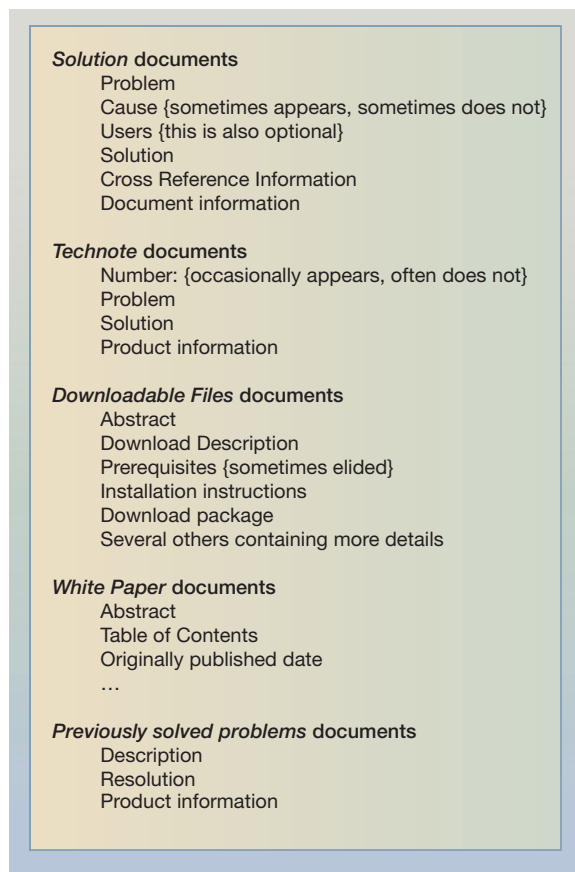 Solution documents
Problem
Cause {sometimes appears, sometimes does not}
Users {this is also optional}
Solution
Cross Reference Information
Document information
Technote documents
Number: {occasionally appears, often does not}
Problem
Solution
Product information
Downloadable Files documents
Abstract
Download Description
Prerequisites {sometimes elided}
Installation instructions
Download package
Several others containing more details
White Paper documents
Abstract
Table of Contents
Originally published date
…
Previously solved problems documents
Description
Resolution
Product information